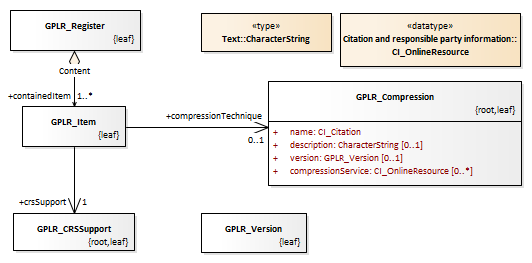 GPLR_Register
{leaf}
«type»
Text::CharacterString
«datatype»
Citation and responsible party information::
CI_OnlineResource
Content
+containedItem 1..*
GPLR_Item
{leaf}
+compressionTechnique
0..1
GPLR_Compression
{root,leaf}
+ name: CI_Citation
+ description: CharacterString [0..1]
+ version: GPLR_Version [0..1]
+ compressionService: CI_OnlineResource [0..*]
+crsSupport 1
GPLR_CRSSupport
{root,leaf}
GPLR_Version
{leaf}